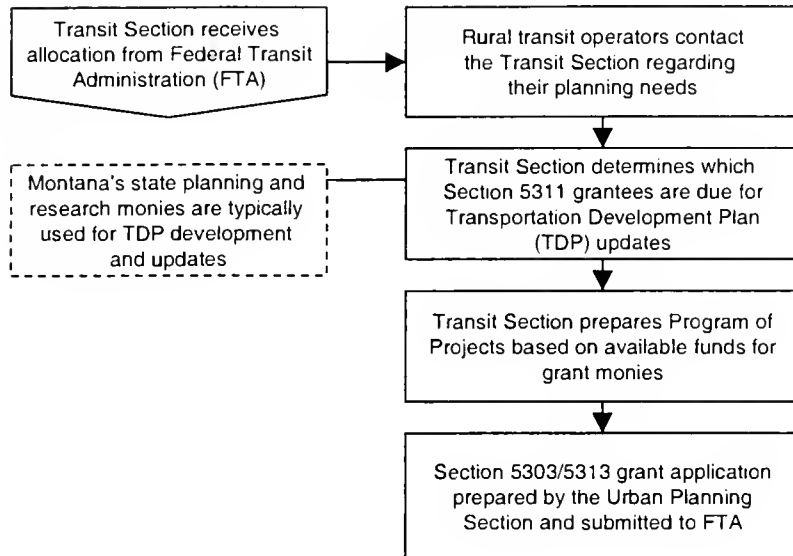 Transit Section receives
allocation from Federal Transit
Administration (FTA)
Rural transit operators contact
the Transit Section regarding
their planning needs
Montana's state planning and
research monies are typically
used for TDP development
and updates
Transit Section determines which
Section 5311 grantees are due for
Transportation Development Plan
(TDP) updates
Transit Section prepares Program of
Projects based on available funds for
grant monies
Section 5303/5313 grant application
prepared by the Urban Planning
Section and submitted to FTA